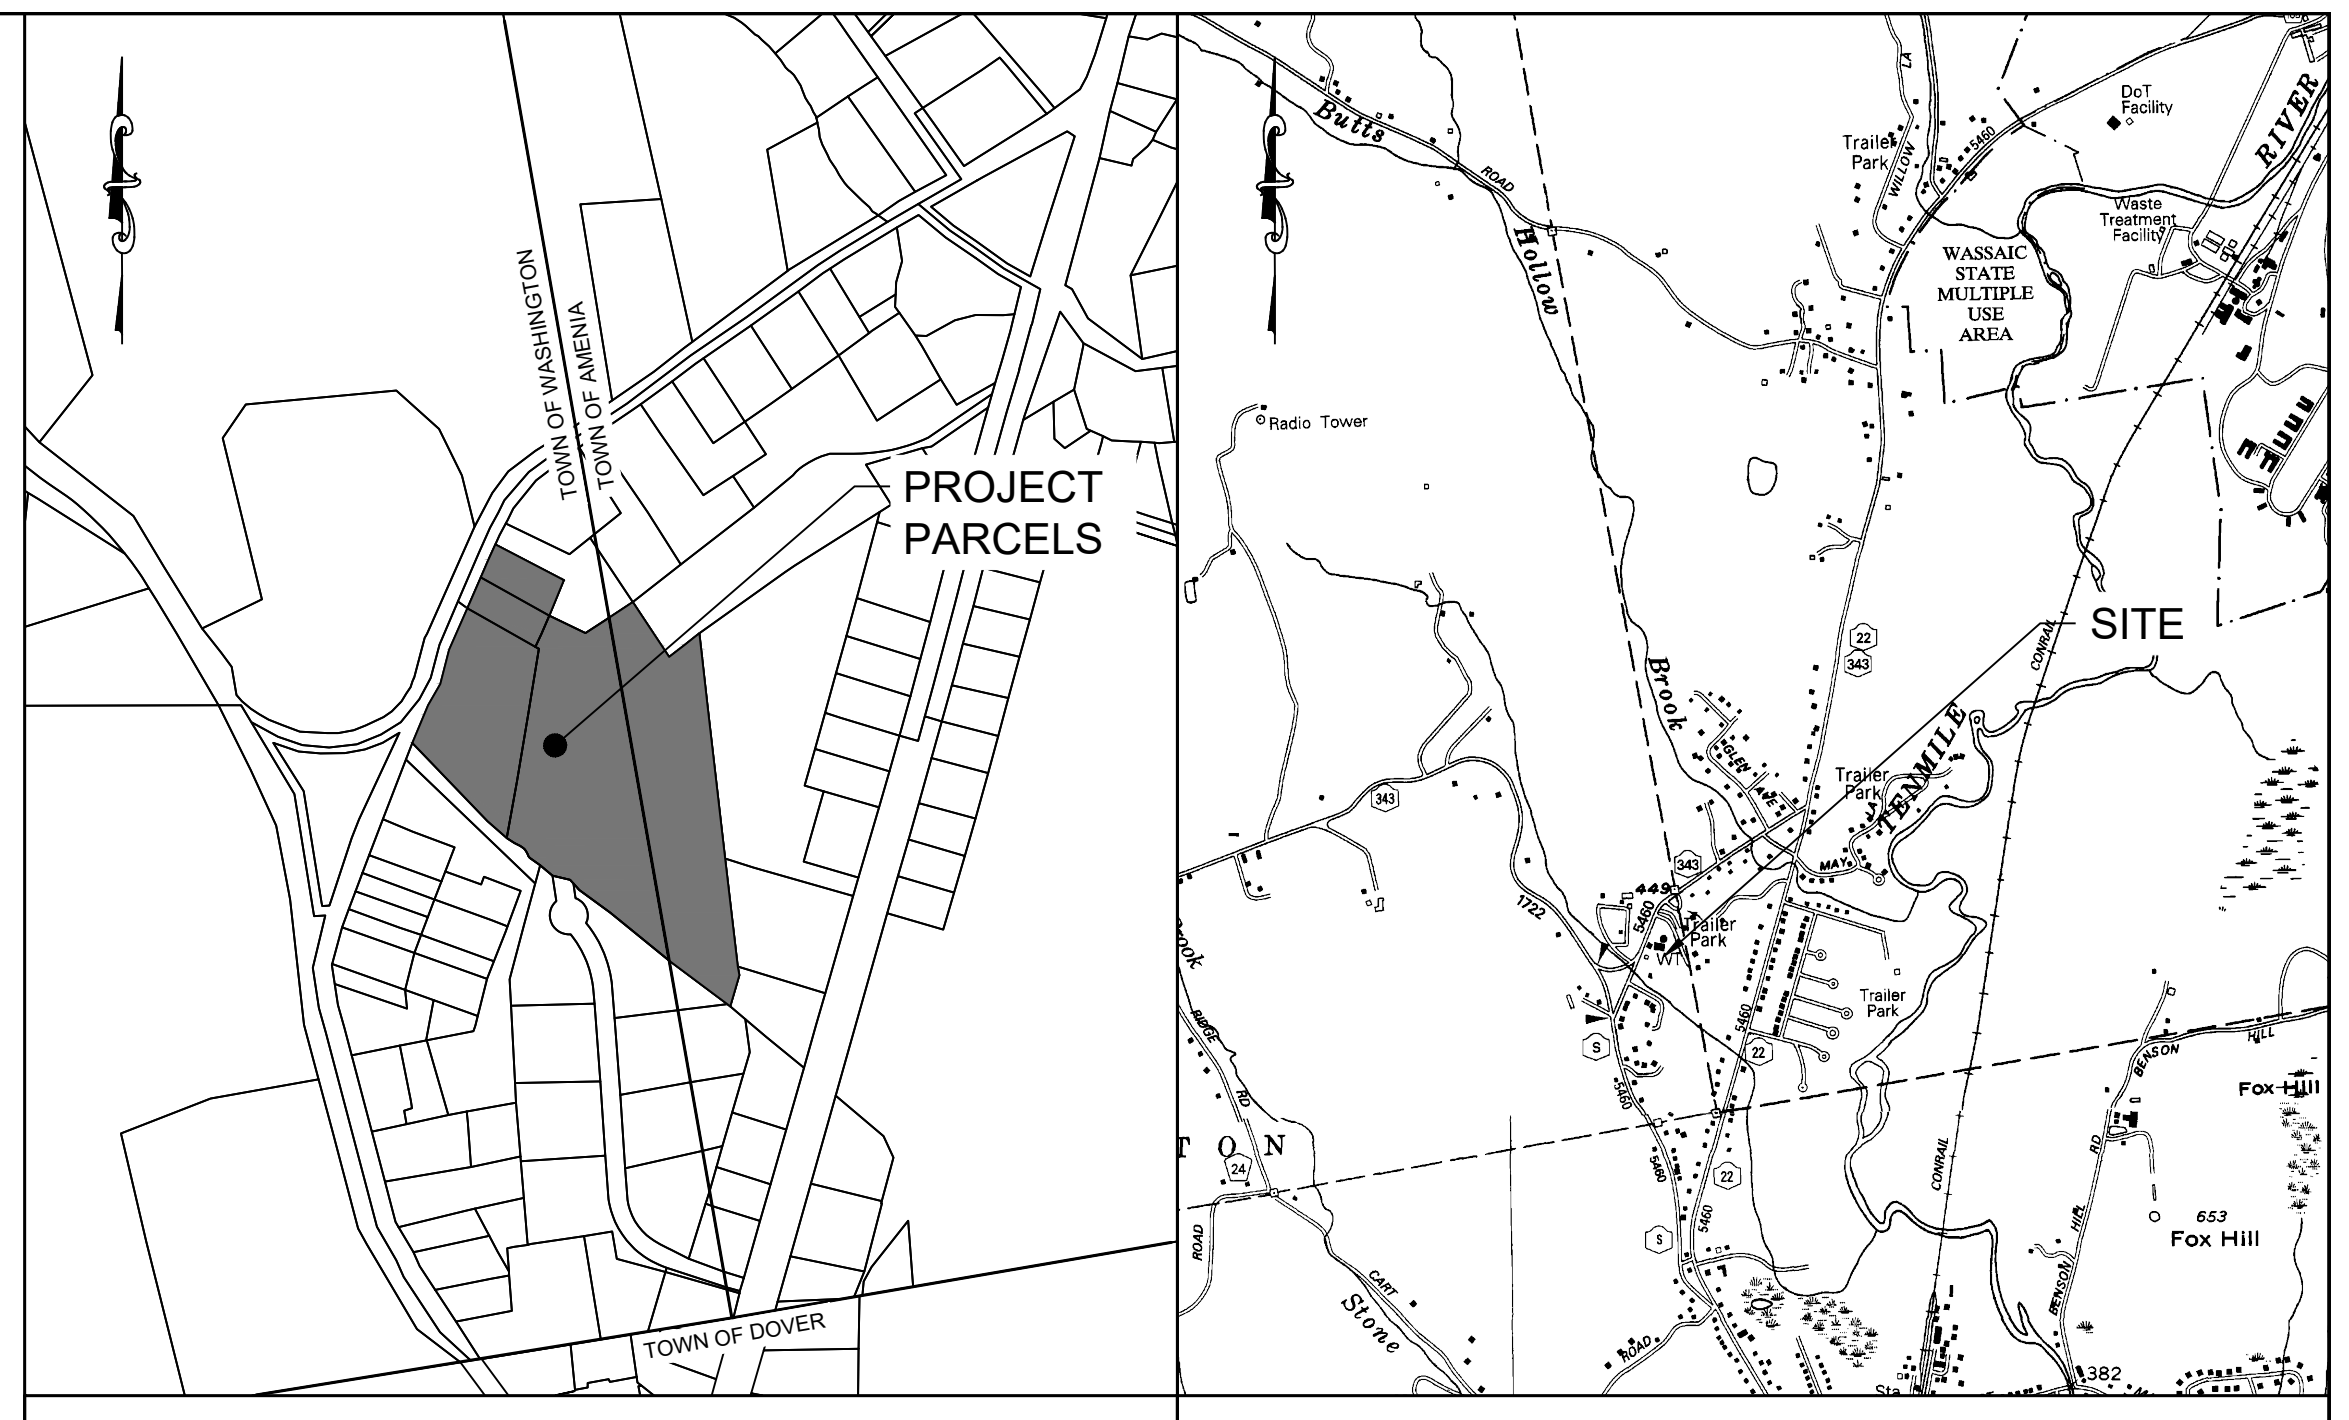 TOWN OF WASHINGTON
TOWN OF AMENIA
PROJECT
PARCELS
TOWN OF DOVER
Butts
ROAD
Hollow
Brook
LA
DoT
Facility
5460
Trailer
Park
WILLOW
RIVER
Waste
Treatment
Facility
WASSAIC
STATE
MULTIPLE
USE
AREA
Radio Tower
SITE
CONRAIL
22
343
TENMILE
GLEN
AVE
Trailer
Park
LA
MAY
343
343
449
5460
1722
Trailer
Park
WT
Trailer
Park
5460
22
S
5460
RIDGE
RD
BENSON
HILL
Fox Hill
T O N
24
5460
22
CONRAIL
RD
HILL
653
Fox Hill
ROAD
S
5460
CART
Stone
BENSON
ROAD
Sta
382